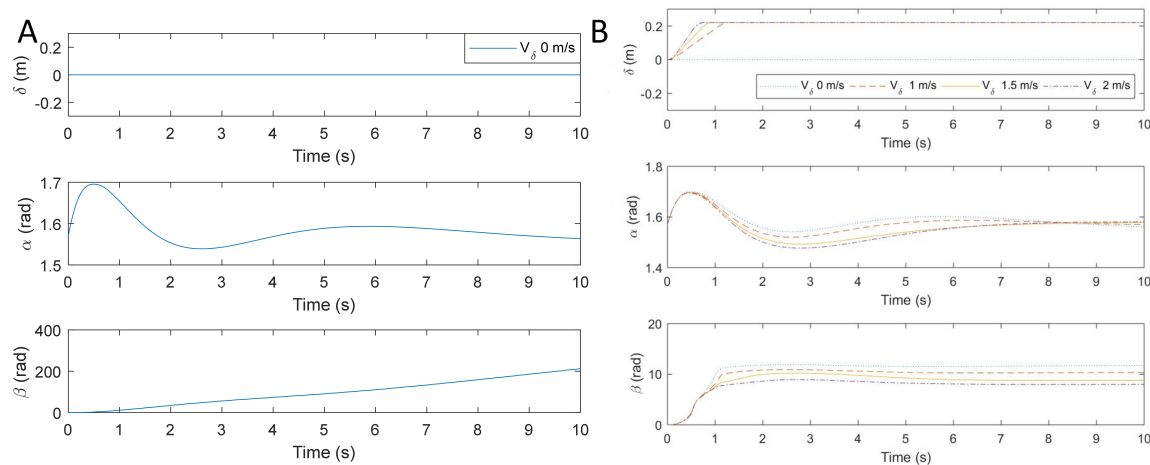 A
δ (m)
0.2
0
-0.2
V δ 0 m/s
0 1 2 3 4 5 6 7 8 9 10
Time (s)
α (rad)
1.7
1.6
1.5
0 1 2 3 4 5 6 7 8 9 10
Time (s)
β (rad)
400
200
0
0 1 2 3 4 5 6 7 8 9 10
Time (s)
B
δ (m)
0.2
0
-0.2
V δ 0 m/s V δ 1 m/s V δ 1.5 m/s V δ 2 m/s
0 1 2 3 4 5 6 7 8 9 10
Time (s)
α (rad)
1.8
1.6
1.4
0 1 2 3 4 5 6 7 8 9 10
Time (s)
β (rad)
20
10
0
0 1 2 3 4 5 6 7 8 9 10
Time (s)